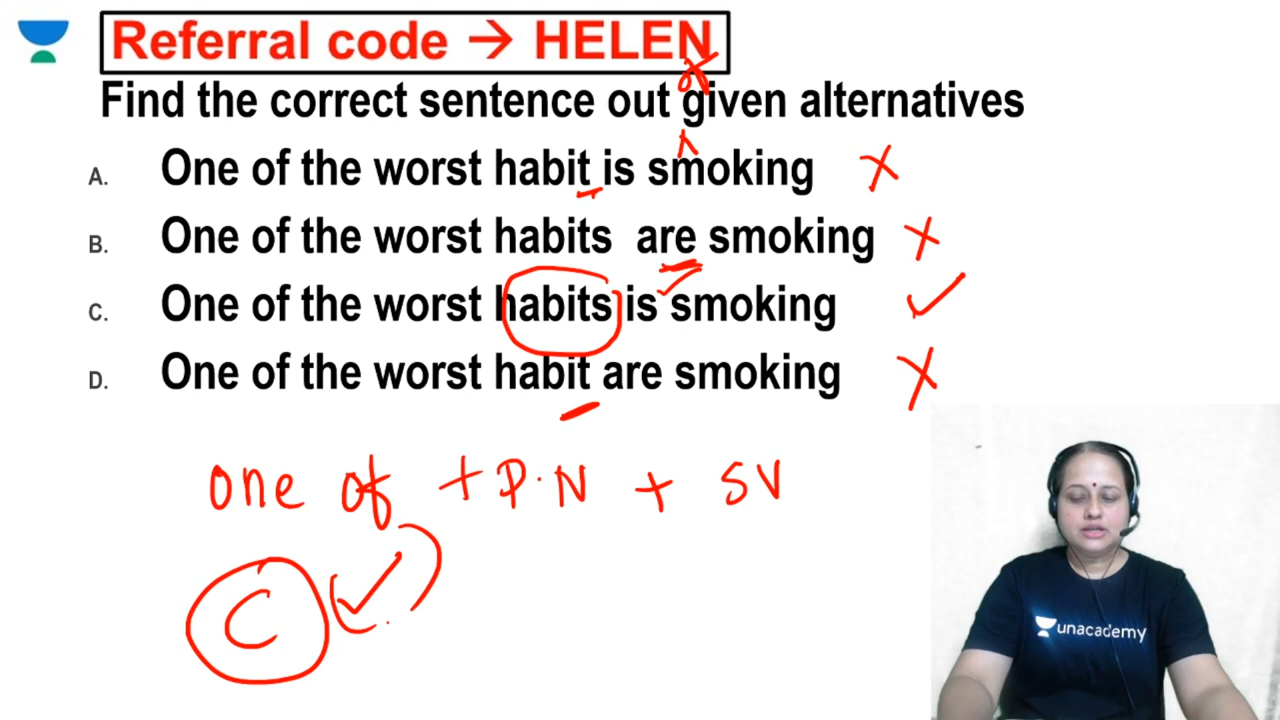 Referral code → HELEN
of
Find the correct sentence out given alternatives
A. One of the worst habit is smoking
B. One of the worst habits are smoking
C. One of the worst habits is smoking
D. One of the worst habit are smoking
one of + P.N + SV
C
unacademy